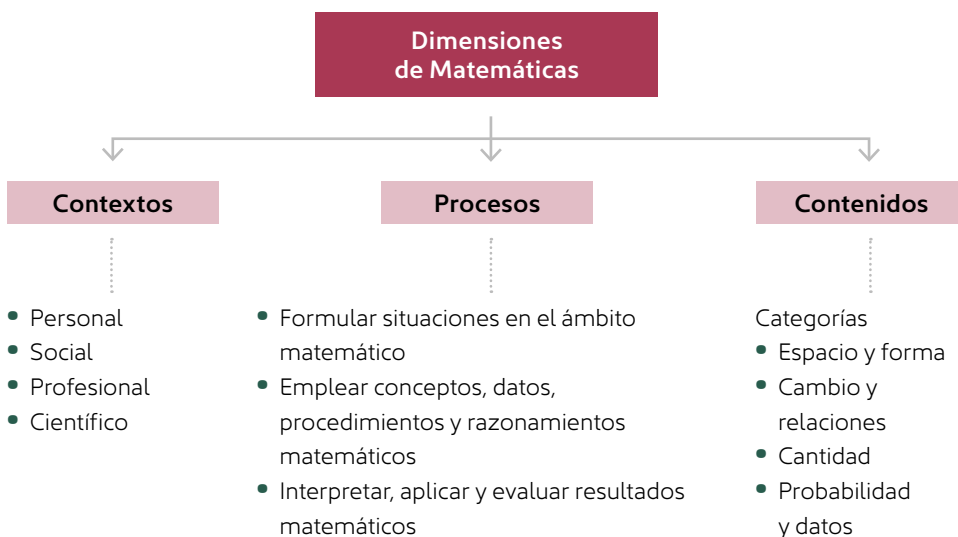 Dimensiones
de Matemáticas
Contextos
• Personal
• Social
• Profesional
• Científico
Procesos
• Formular situaciones en el ámbito
matemático
• Emplear conceptos, datos,
procedimientos y razonamientos
matemáticos
• Interpretar, aplicar y evaluar resultados
matemáticos
Contenidos
Categorías
• Espacio y forma
• Cambio y
relaciones
• Cantidad
• Probabilidad
y datos